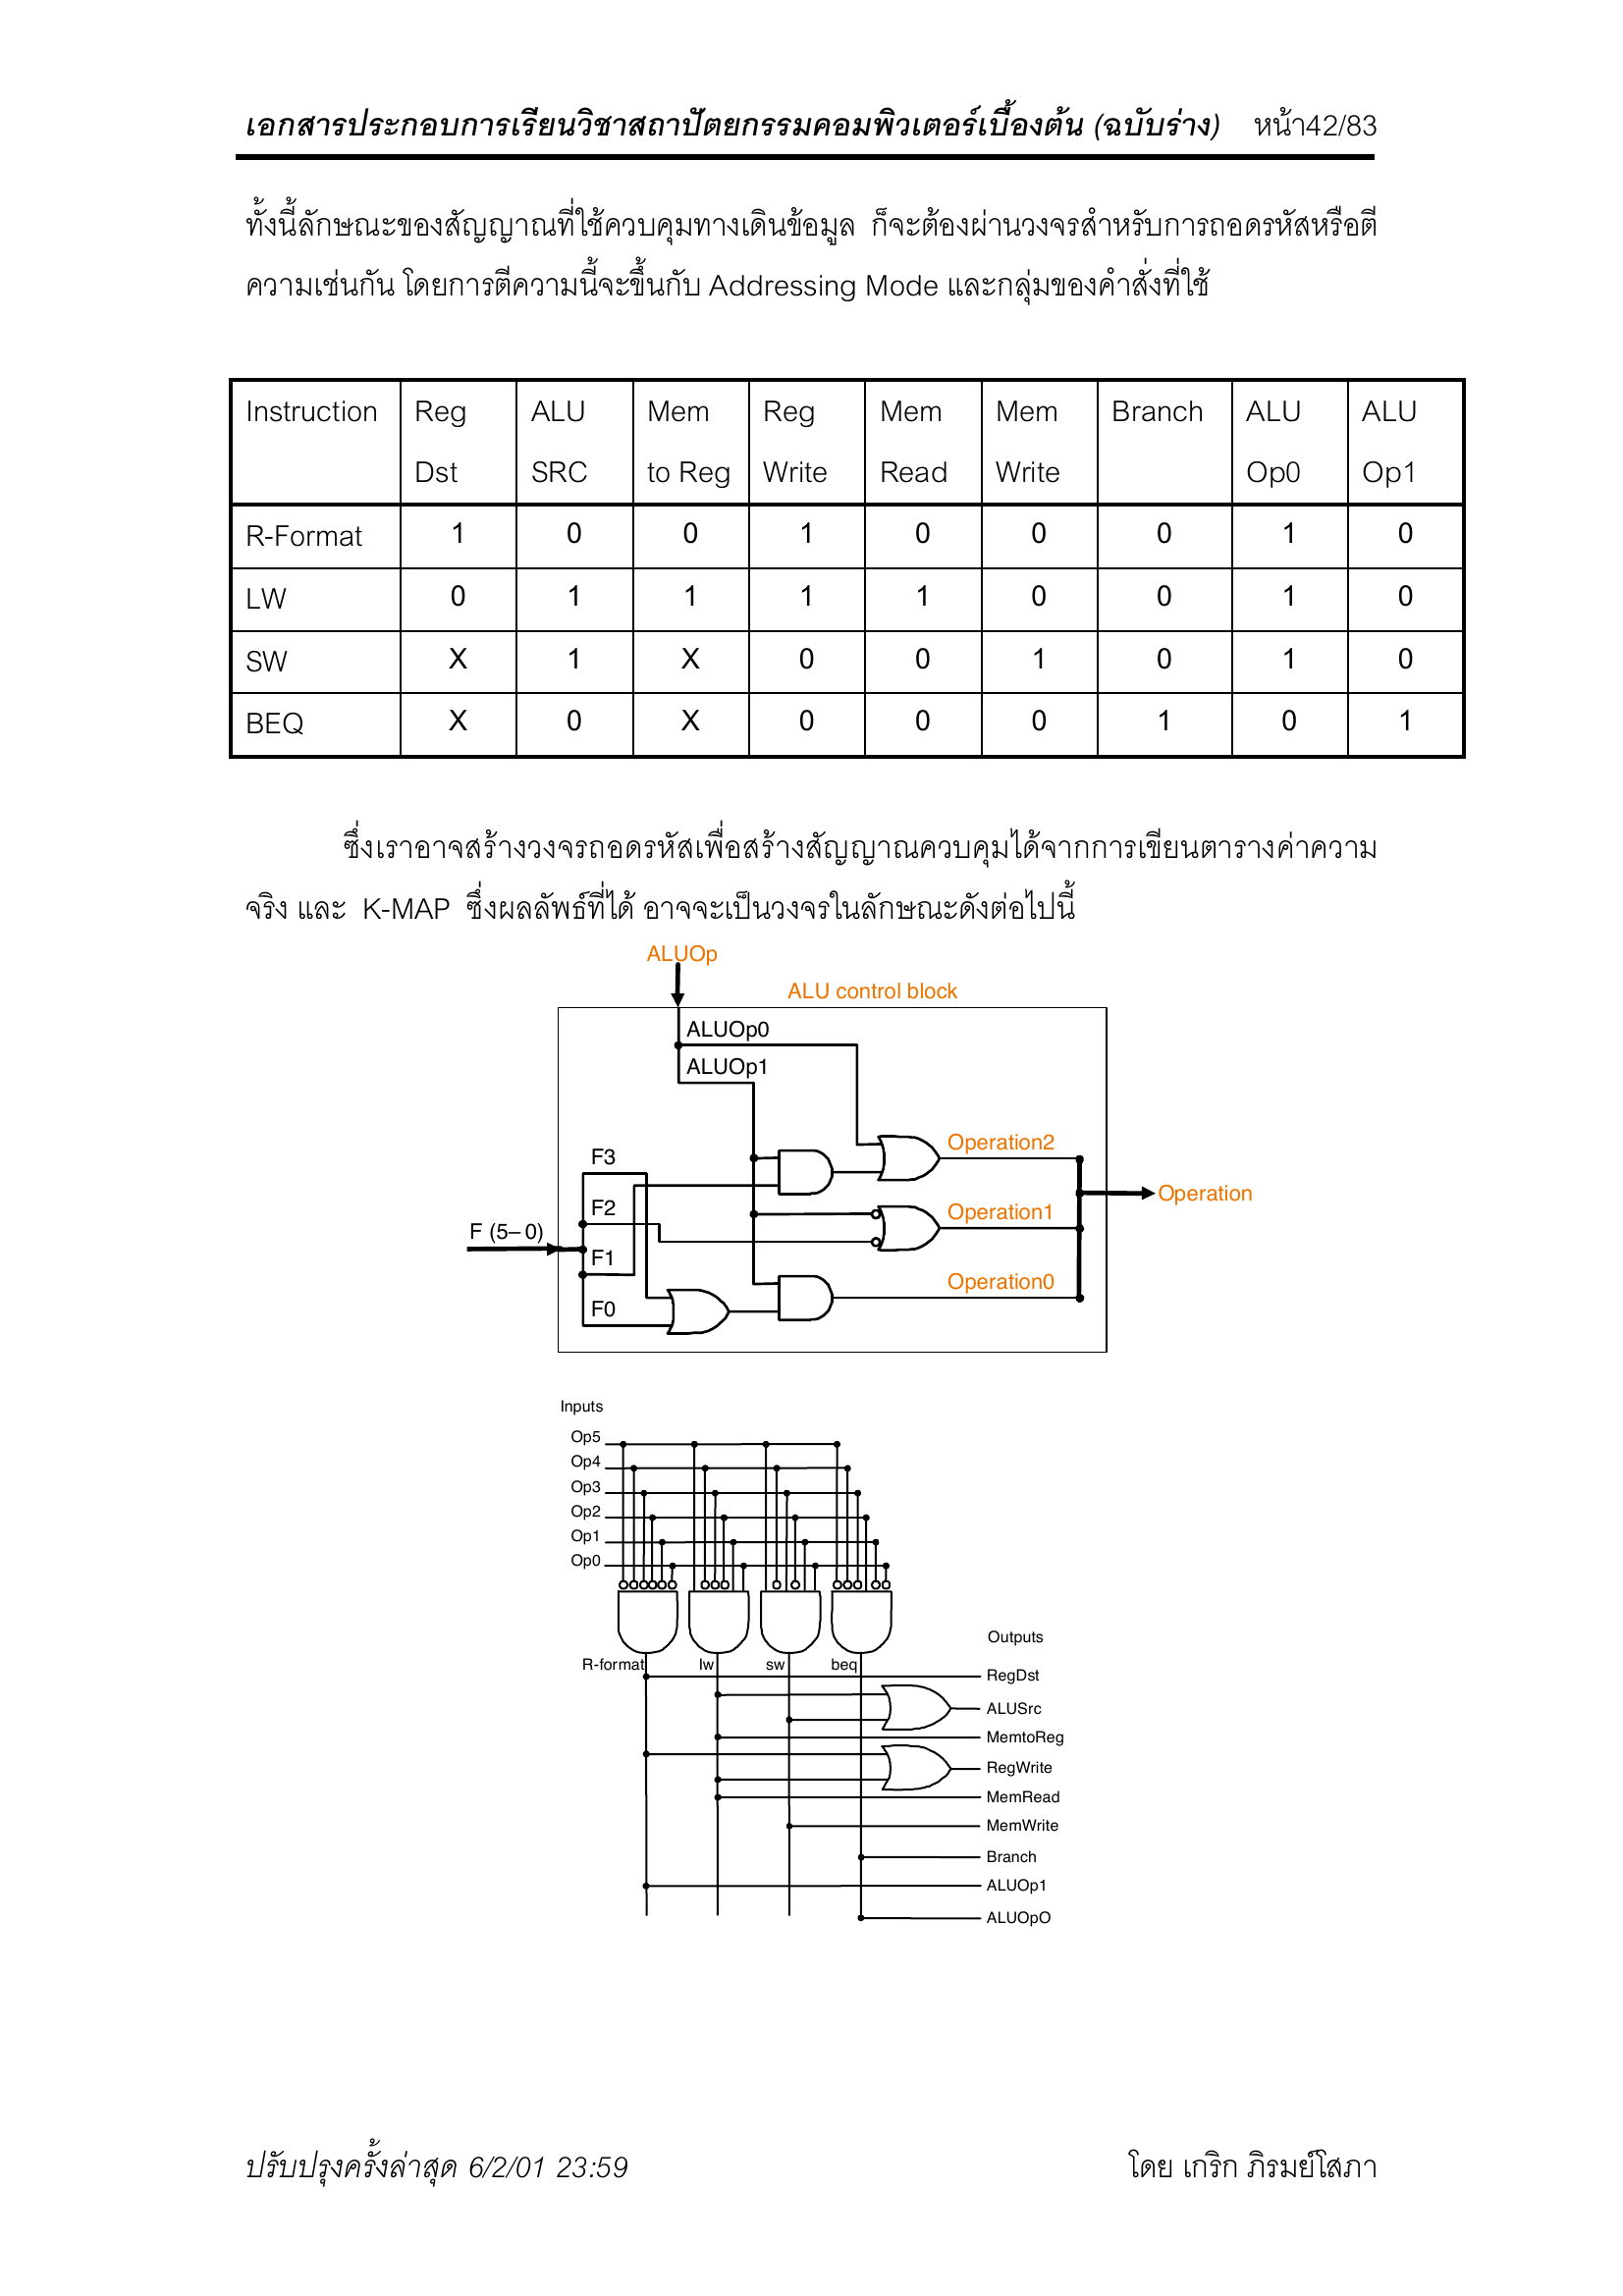 เอกสารประกอบการเรียนวิชาสถาปัตยกรรมคอมพิวเตอร์เบื้องต้น (ฉบับร่าง) หน้า42/83
ทั้งนี้ลักษณะของสัญญาณที่ใช้ควบคุมทางเดินข้อมูล ก็จะต้องผ่านวงจรสำหรับการถอดรหัสหรือตี
ความเช่นกัน โดยการตีความนี้จะขึ้นกับ Addressing Mode และกลุ่มของคำสั่งที่ใช้
Instruction Reg Dst ALU SRC Mem to Reg Reg Write Mem Read Mem Write Branch ALU Op0 ALU Op1
R-Format 1 0 0 1 0 0 0 1 0
LW 0 1 1 1 1 0 0 1 0
SW X 1 X 0 0 1 0 1 0
BEQ X 0 X 0 0 0 1 0 1
ซึ่งเราอาจสร้างวงจรถอดรหัสเพื่อสร้างสัญญาณควบคุมได้จากการเขียนตารางค่าความ
จริง และ K-MAP ซึ่งผลลัพธ์ที่ได้ อาจจะเป็นวงจรในลักษณะดังต่อไปนี้
ALUOp
ALU control block
ALUOp0
ALUOp1
F3
F2
F (5–0)
F1
F0
Operation2
Operation1
Operation0
Operation
Inputs
Op5
Op4
Op3
Op2
Op1
Op0
R-format lw sw beq
Outputs
RegDst
ALUSrc
MemtoReg
RegWrite
MemRead
MemWrite
Branch
ALUOp1
ALUOpO
ปรับปรุงครั้งล่าสุด 6/2/01 23:59 โดย เกริก ภิรมย์โสภา